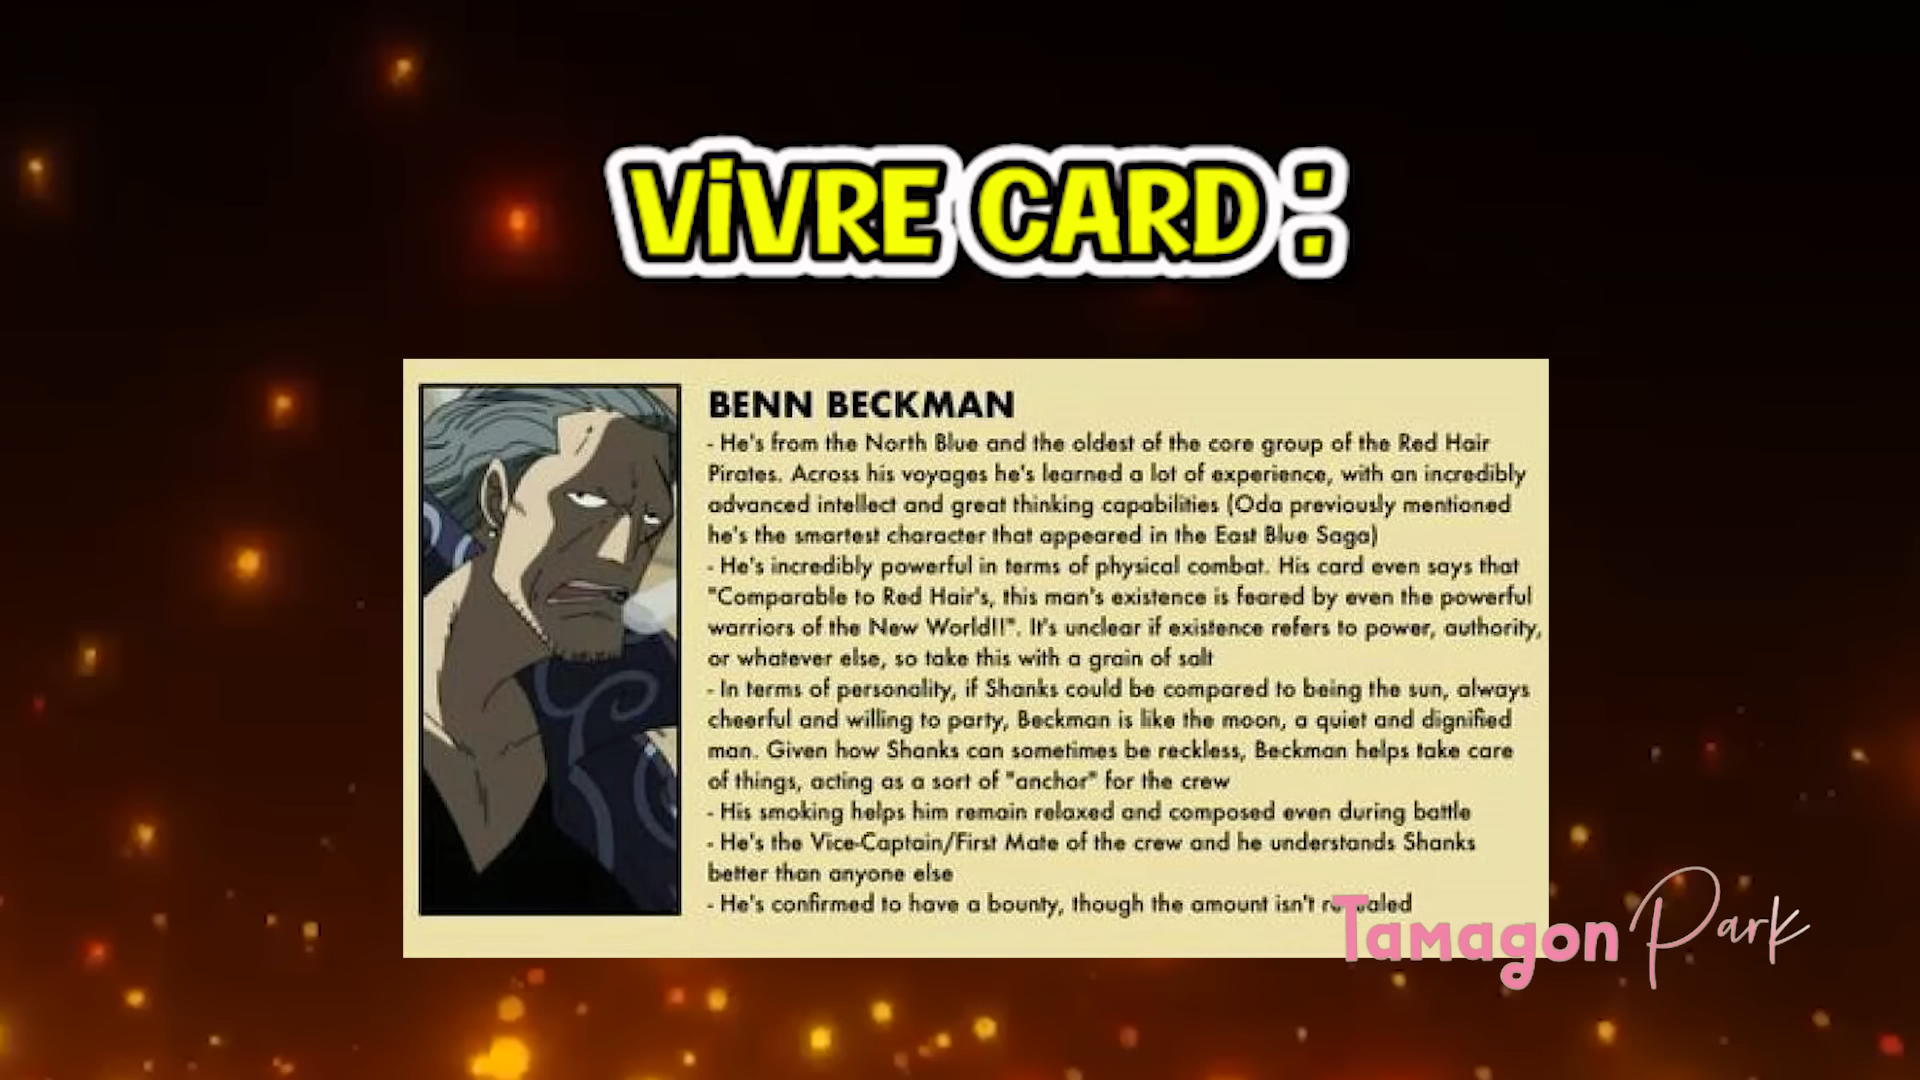 ViVRE CARD:
BENN BECKMAN
- He's from the North Blue and the oldest of the core group of the Red Hair
Pirates. Across his voyages he's learned a lot of experience, with an incredibly
advanced intellect and great thinking capabilities (Oda previously mentioned
he's the smartest character that appeared in the East Blue Saga)
- He's incredibly powerful in terms of physical combat. His card even says that
"Comparable to Red Hair's, this man's existence is feared by even the powerful
warriors of the New World!!". It's unclear if existence refers to power, authority,
or whatever else, so take this with a grain of salt
- In terms of personality, if Shanks could be compared to being the sun, always
cheerful and willing to party, Beckman is like the moon, a quiet and dignified
man. Given how Shanks can sometimes be reckless, Beckman helps take care
of things, acting as a sort of "anchor" for the crew
- His smoking helps him remain relaxed and composed even during battle
- He's the Vice-Captain/First Mate of the crew and he understands Shanks
better than anyone else
- He's confirmed to have a bounty, though the amount isn't revealed
Tamagon Park